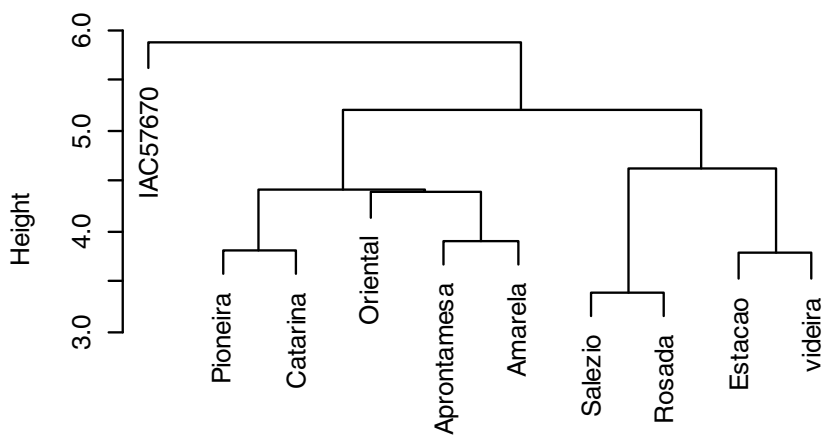 Height
6.0
5.0
4.0
3.0
IAC57670
Pioneira
Catarina
Oriental
Aprontamesa
Amarela
Salezio
Rosada
Estacao
videira